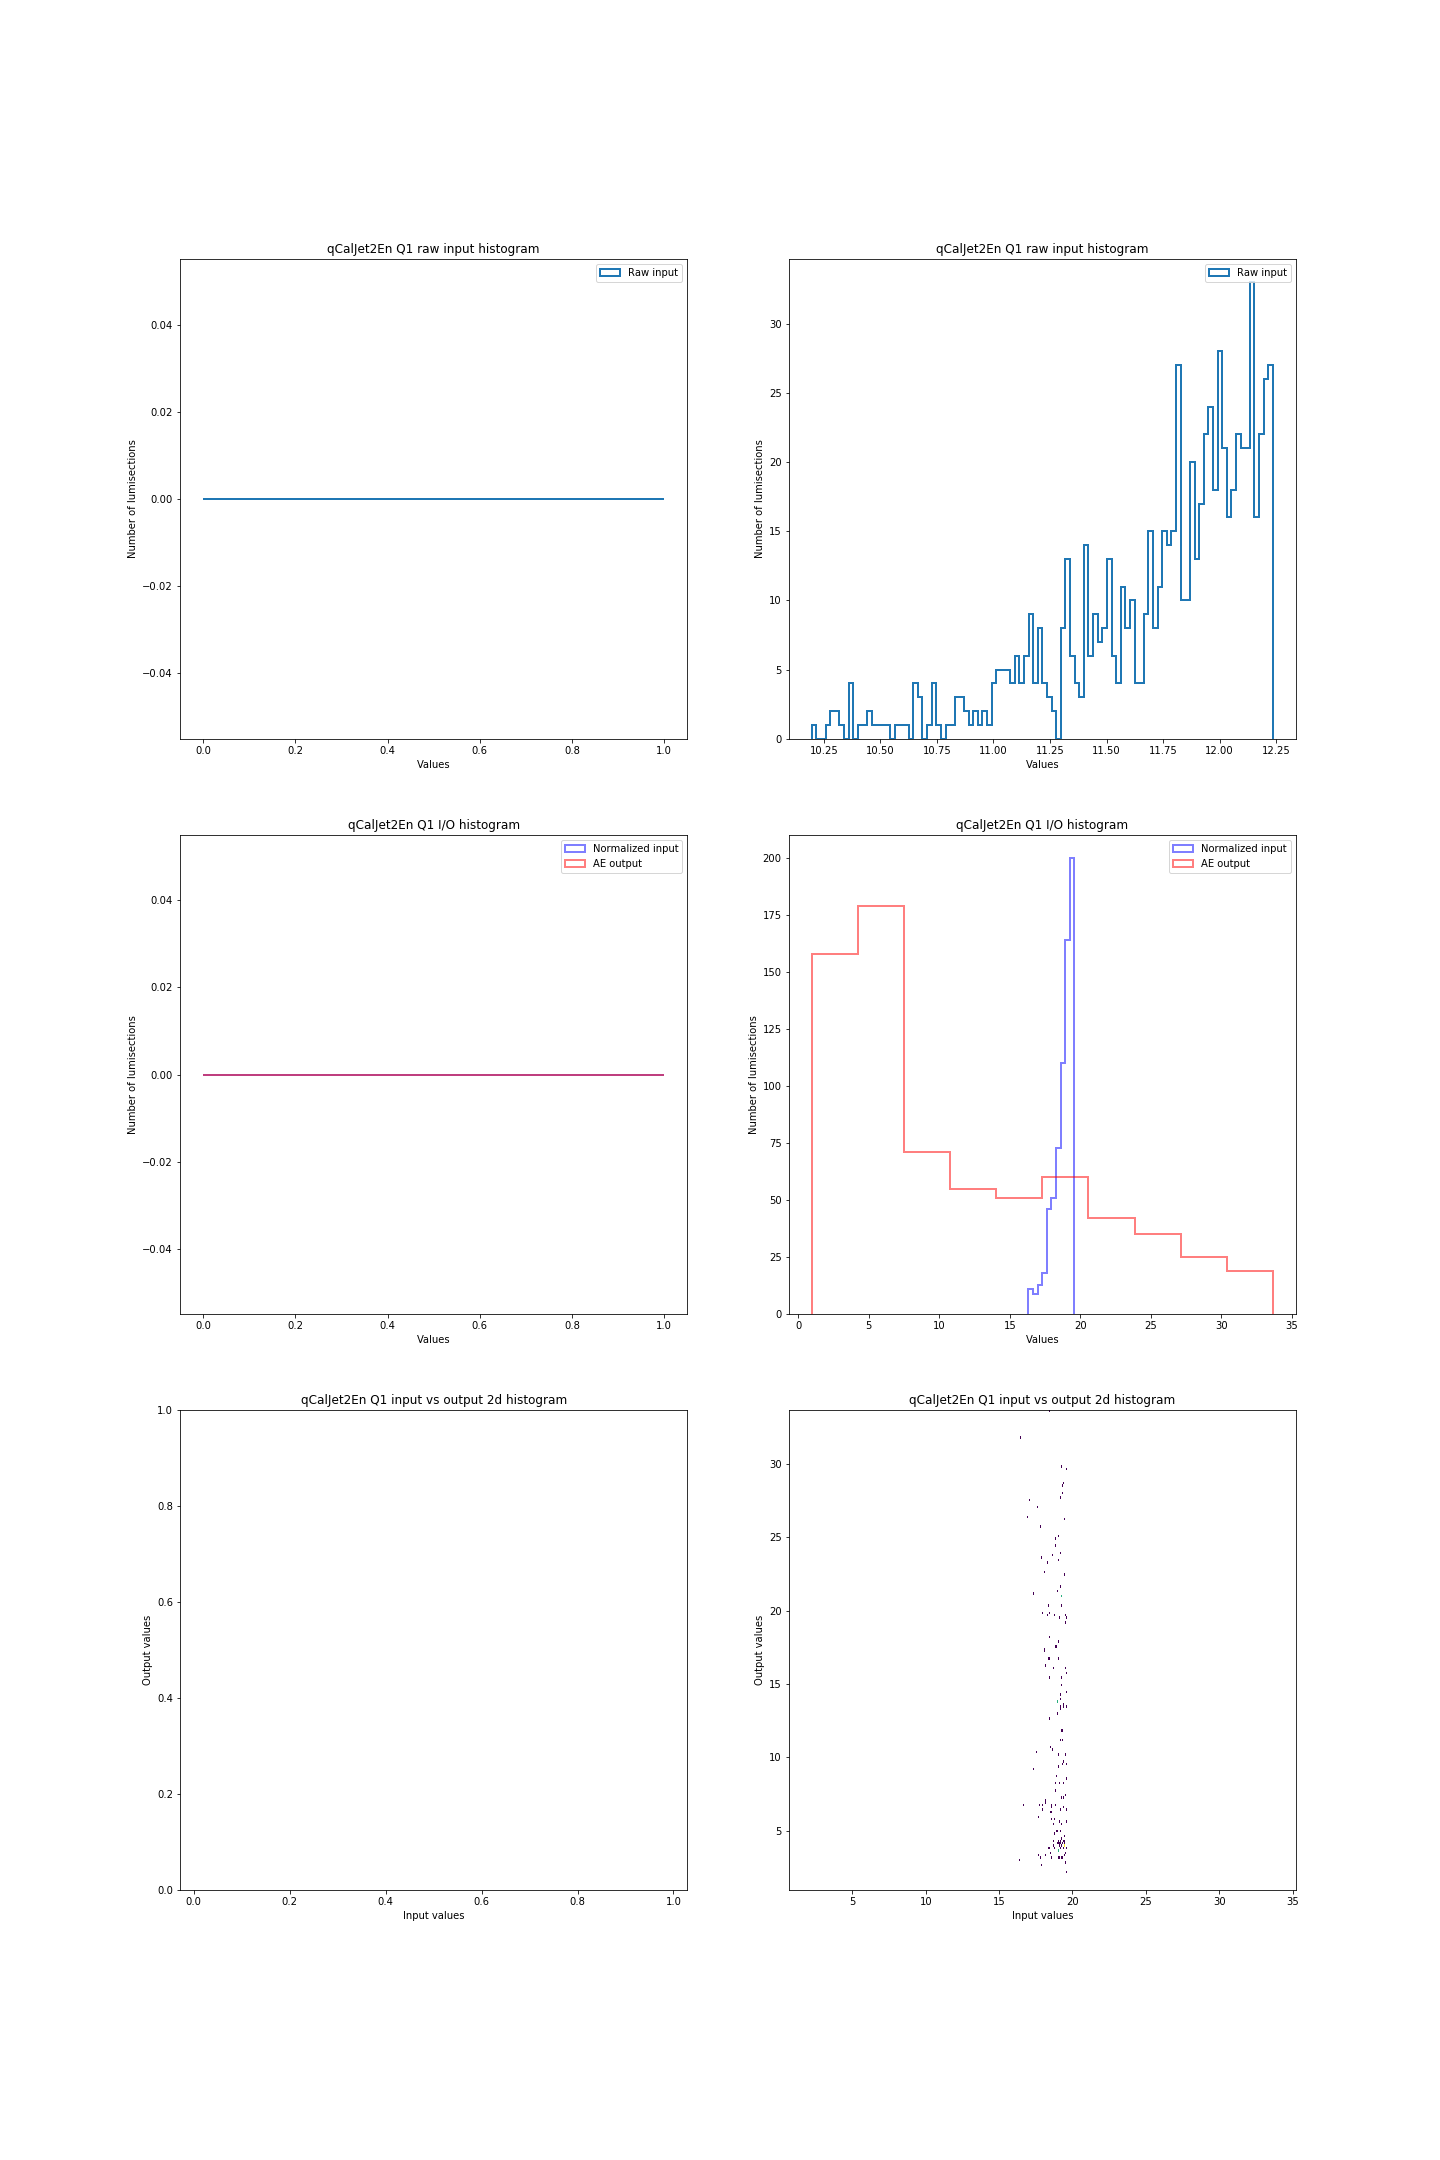 qCalJet2En Q1 raw input histogram
Raw input
Number of lumisections
0.04
0.02
0.00
−0.02
−0.04
0.0 0.2 0.4 0.6 0.8 1.0
Values
qCalJet2En Q1 raw input histogram
Raw input
Number of lumisections
30
25
20
15
10
5
0
10.25 10.50 10.75 11.00 11.25 11.50 11.75 12.00 12.25
Values
qCalJet2En Q1 I/O histogram
Normalized input
AE output
Number of lumisections
0.04
0.02
0.00
−0.02
−0.04
0.0 0.2 0.4 0.6 0.8 1.0
Values
qCalJet2En Q1 I/O histogram
Normalized input
AE output
Number of lumisections
200
175
150
125
100
75
50
25
0
0 5 10 15 20 25 30 35
Values
qCalJet2En Q1 input vs output 2d histogram
Output values
1.0
0.8
0.6
0.4
0.2
0.0
0.0 0.2 0.4 0.6 0.8 1.0
Input values
qCalJet2En Q1 input vs output 2d histogram
Output values
30
25
20
15
10
5
5 10 15 20 25 30 35
Input values